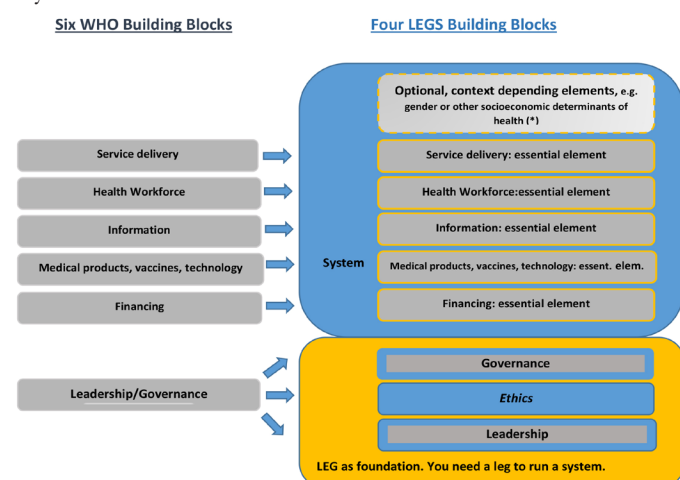 Six WHO Building Blocks
Four LEGS Building Blocks
Optional, context depending elements, e.g.
gender or other socioeconomic determinants of
health (*)
Service delivery
Service delivery: essential element
Health Workforce
Health Workforce:essential element
Information
Information: essential element
System
Medical products, vaccines, technology
Medical products, vaccines, technology: essent. elem.
Financing
Financing: essential element
Governance
Leadership/Governance
Ethics
Leadership
LEG as foundation. You need a leg to run a system.